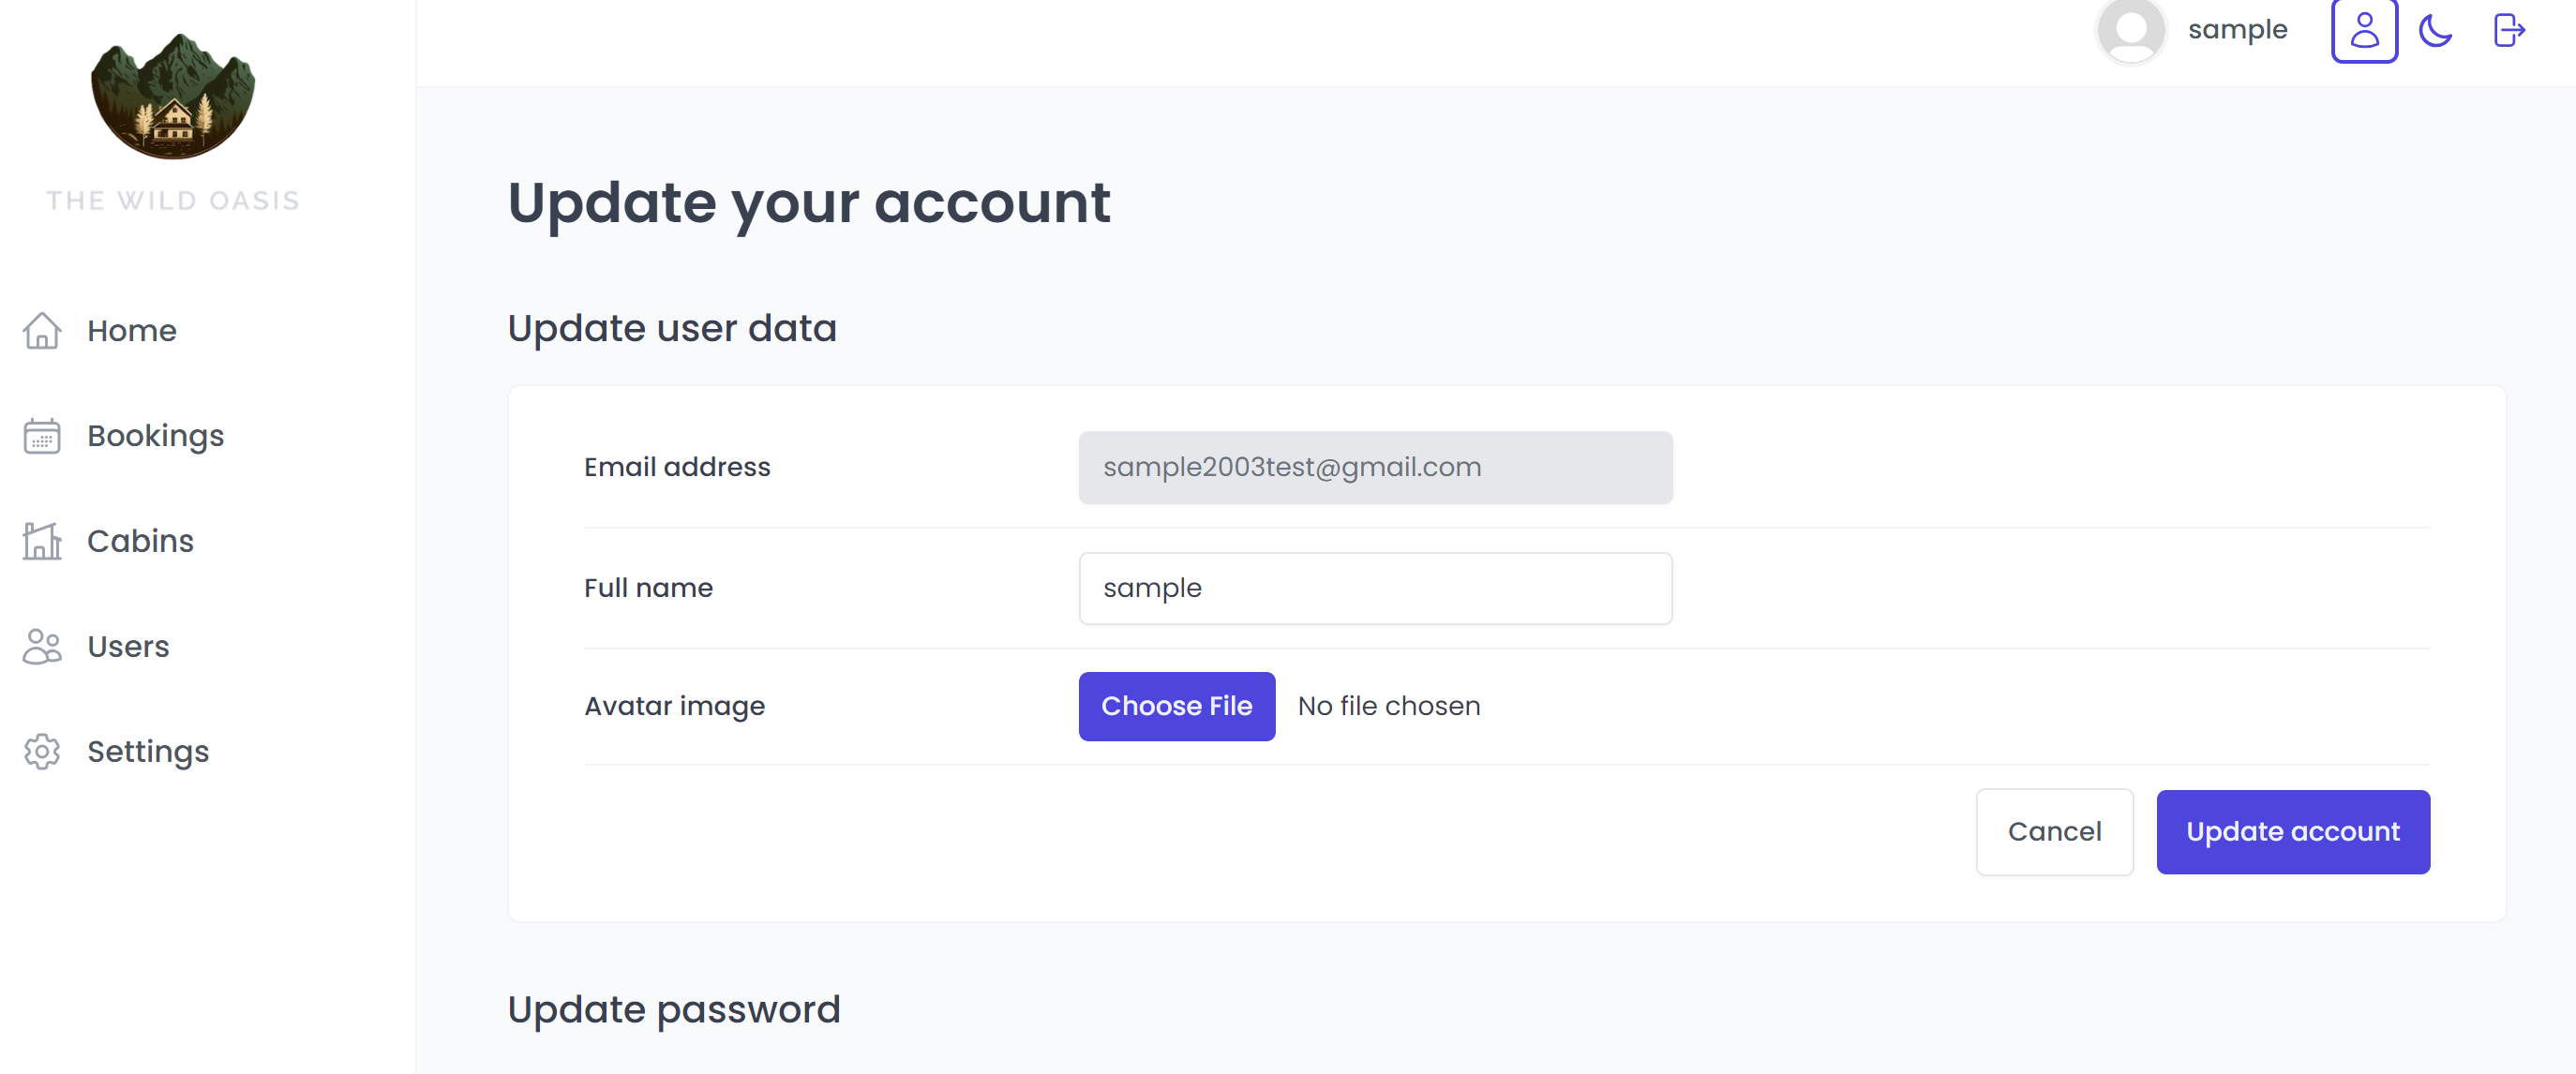 THE WILD OASIS
Home
Bookings
Cabins
Users
Settings
sample
Update your account
Update user data
Email address
sample2003test@gmail.com
Full name
sample
Avatar image
Choose File No file chosen
Cancel
Update account
Update password